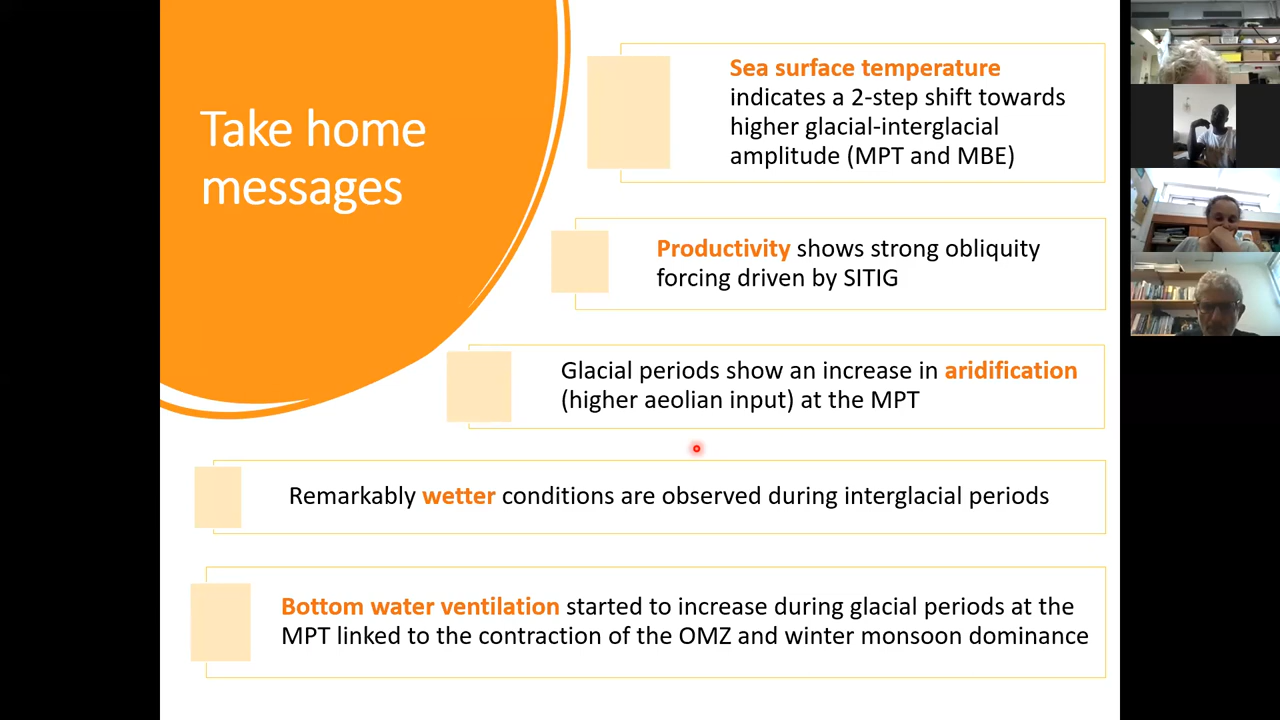 Take home
messages
Sea surface temperature
indicates a 2-step shift towards
higher glacial-interglacial
amplitude (MPT and MBE)
Productivity shows strong obliquity
forcing driven by SITIG
Glacial periods show an increase in aridification
(higher aeolian input) at the MPT
Remarkably wetter conditions are observed during interglacial periods
Bottom water ventilation started to increase during glacial periods at the
MPT linked to the contraction of the OMZ and winter monsoon dominance